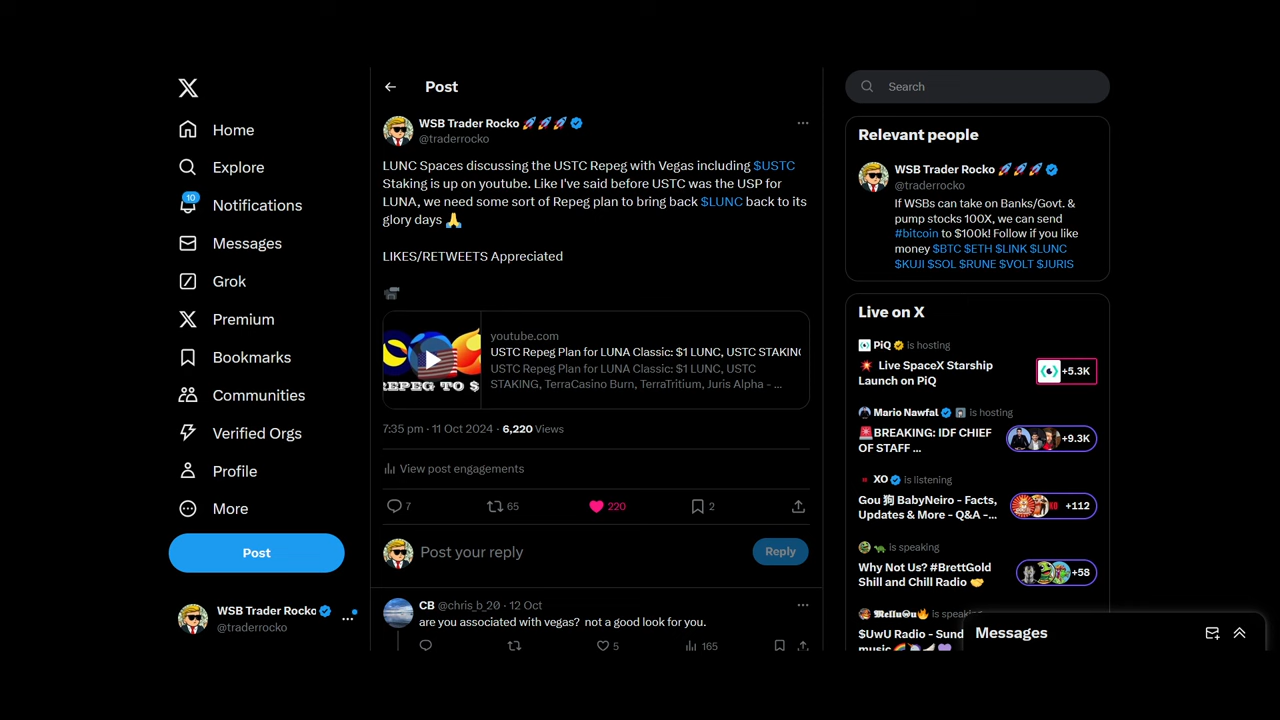 Home
Explore
10
Notifications
Messages
Grok
Premium
Bookmarks
Communities
Verified Orgs
Profile
More
Post
WSB Trader Rocko
@traderrocko
Post
WSB Trader Rocko 🚀🚀🚀
@traderrocko
LUNC Spaces discussing the USTC Repeg with Vegas including $USTC
Staking is up on youtube. Like I've said before USTC was the USP for
LUNA, we need some sort of Repeg plan to bring back $LUNC back to its
glory days 🙏
LIKES/RETWEETS Appreciated
REPEG TO $
youtube.com
USTC Repeg Plan for LUNA Classic: $1 LUNC, USTC STAKING
USTC Repeg Plan for LUNA Classic: $1 LUNC, USTC
STAKING, TerraCasino Burn, TerraTritium, Juris Alpha - ...
7:35 pm · 11 Oct 2024 · 6,220 Views
View post engagements
7 65 220 2
Post your reply
Reply
CB @chris_b_20 · 12 Oct
are you associated with vegas? not a good look for you.
5 165
Search
Relevant people
WSB Trader Rocko 🚀🚀🚀
@traderrocko
If WSBs can take on Banks/Govt. &
pump stocks 100X, we can send
#bitcoin to $100k! Follow if you like
money $BTC $ETH $LINK $LUNC
$KUJI $SOL $RUNE $VOLT $JURIS
Live on X
PiQ is hosting
💥 Live SpaceX Starship
Launch on PiQ
+5.3K
Mario Nawfal is hosting
🚨BREAKING: IDF CHIEF
OF STAFF ...
+9.3K
XO is listening
Gou 狗 BabyNeiro - Facts,
Updates & More - Q&A -...
+112
🐢 is speaking
Why Not Us? #BrettGold
Shill and Chill Radio 🤝
+58
is speaking
$UwU Radio - Sund
music 🌈🦄
Messages